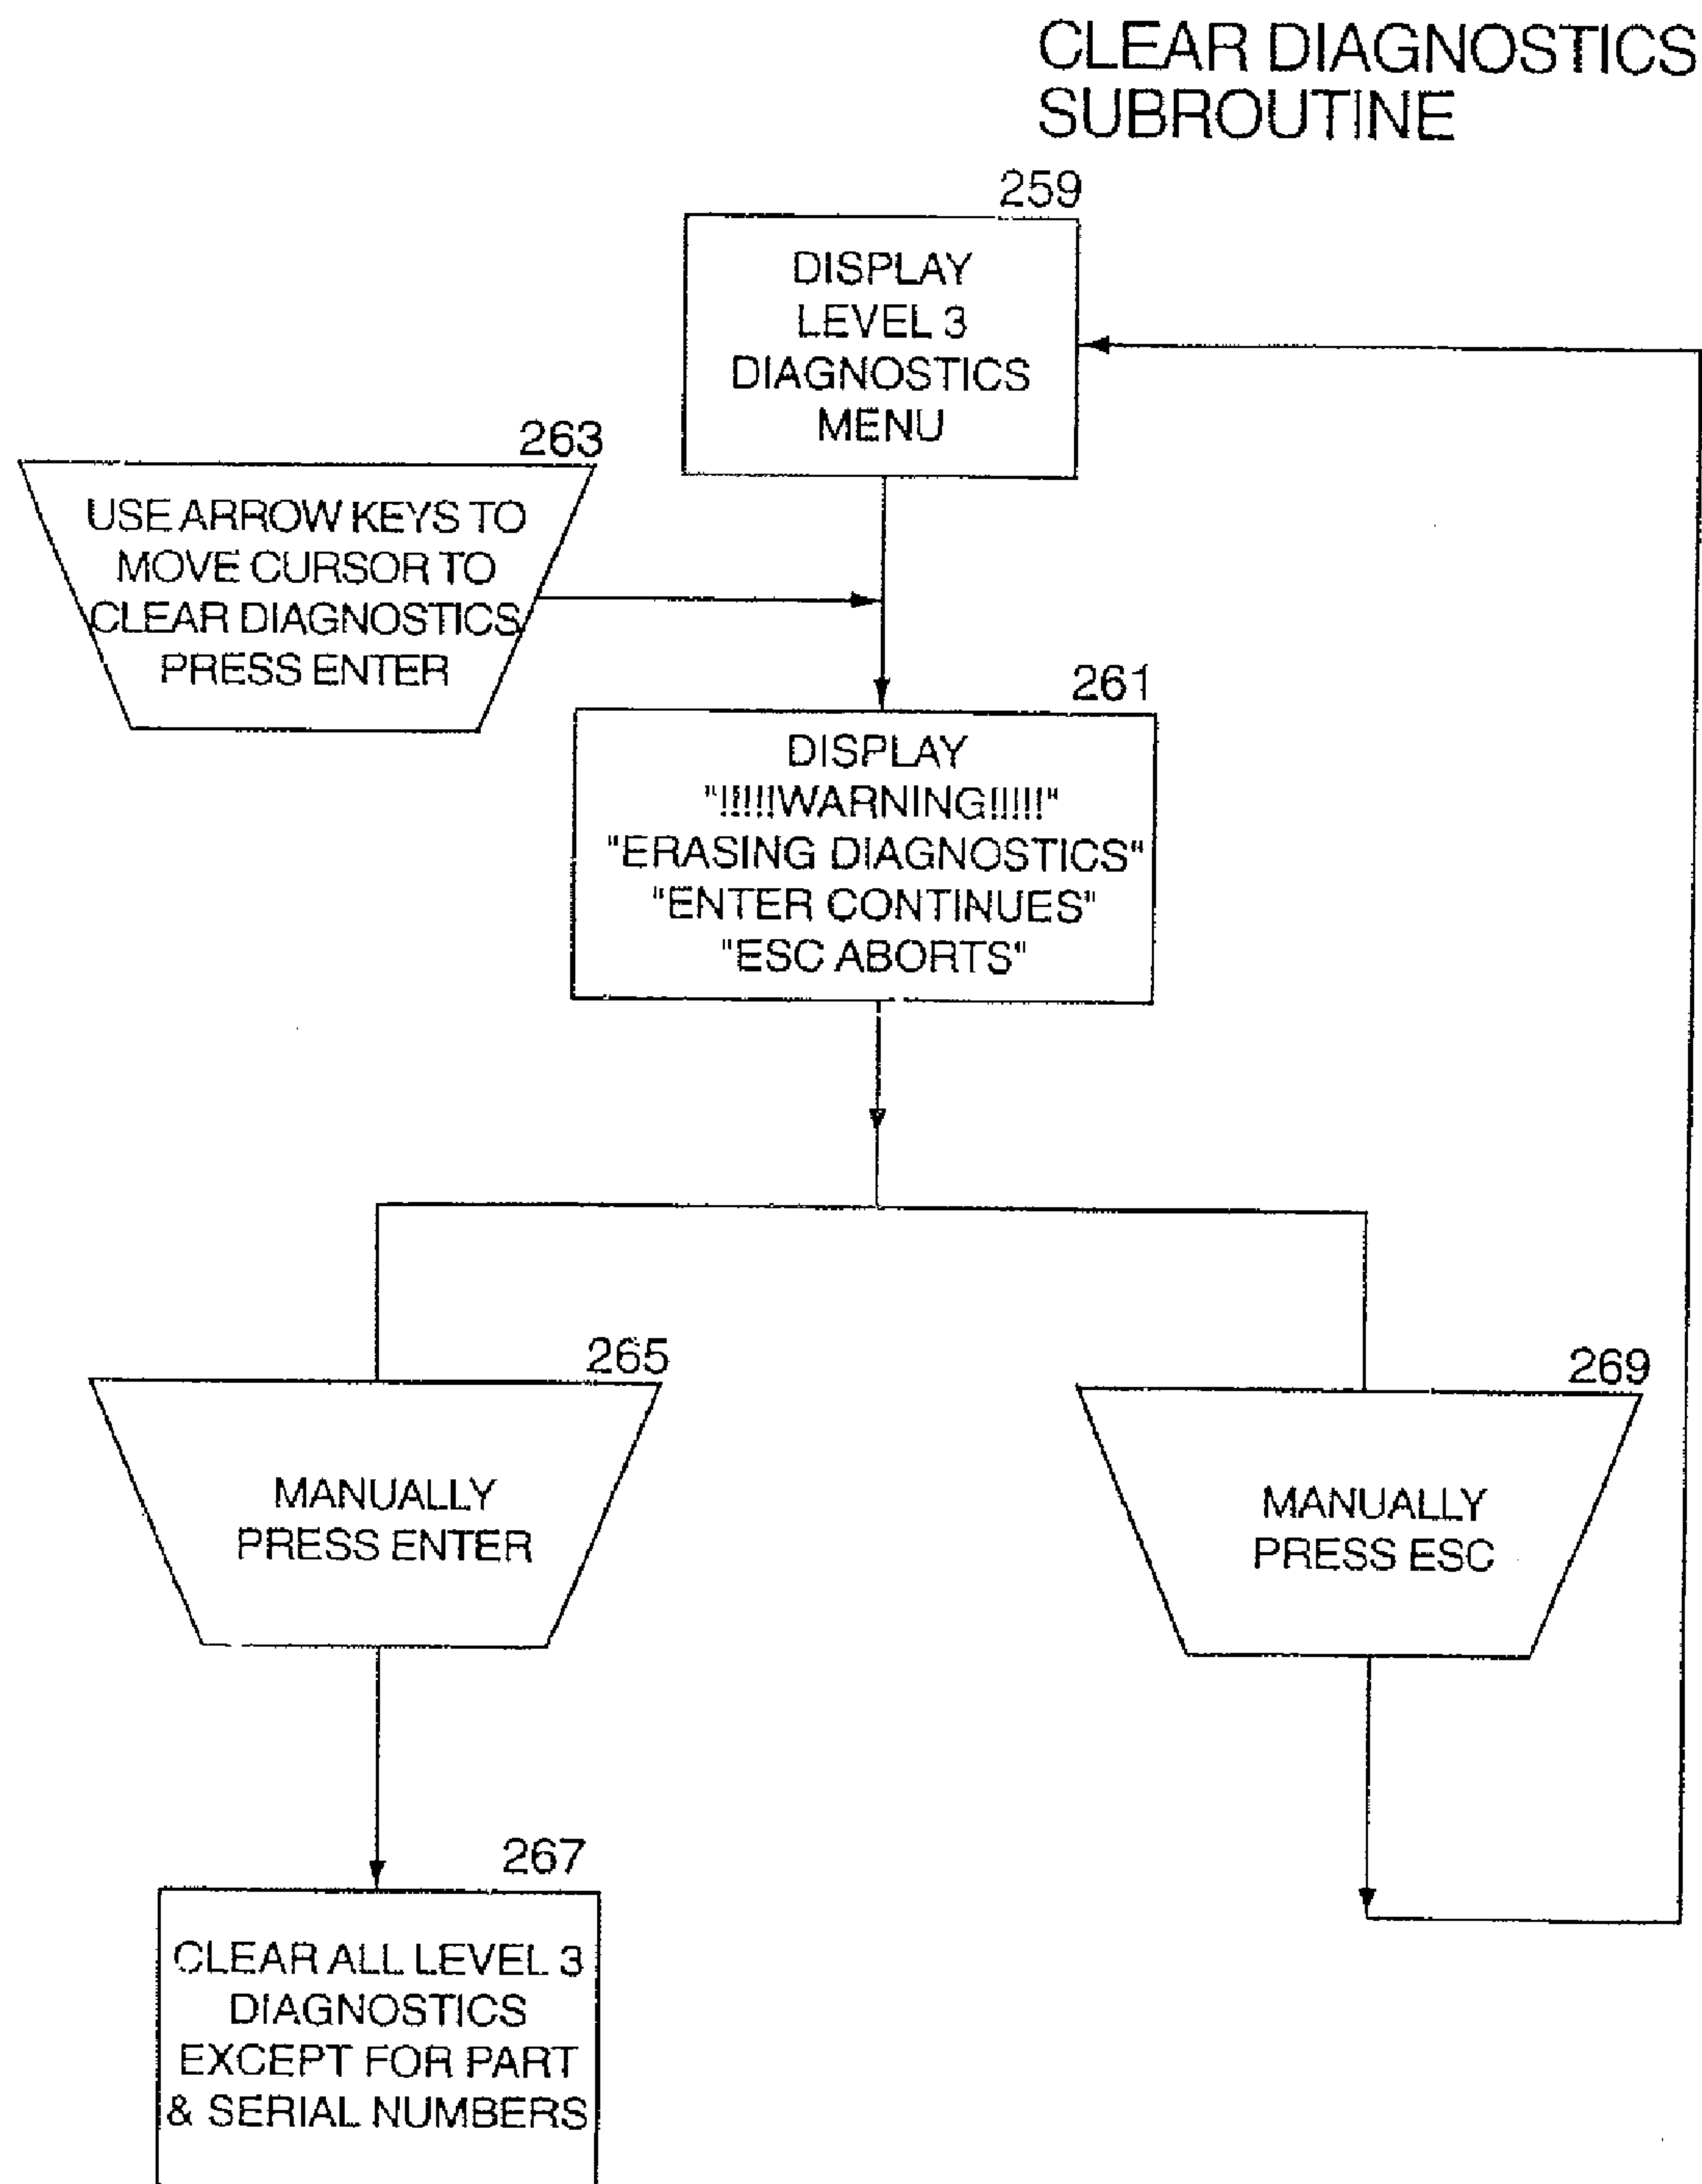 CLEAR DIAGNOSTICS
SUBROUTINE
259
DISPLAY
LEVEL 3
DIAGNOSTICS
MENU
263
USE ARROW KEYS TO
MOVE CURSOR TO
CLEAR DIAGNOSTICS
PRESS ENTER
261
DISPLAY
"!!!!!WARNING!!!!!"
"ERASING DIAGNOSTICS"
"ENTER CONTINUES"
"ESC ABORTS"
265
MANUALLY
PRESS ENTER
269
MANUALLY
PRESS ESC
267
CLEAR ALL LEVEL 3
DIAGNOSTICS
EXCEPT FOR PART
& SERIAL NUMBERS